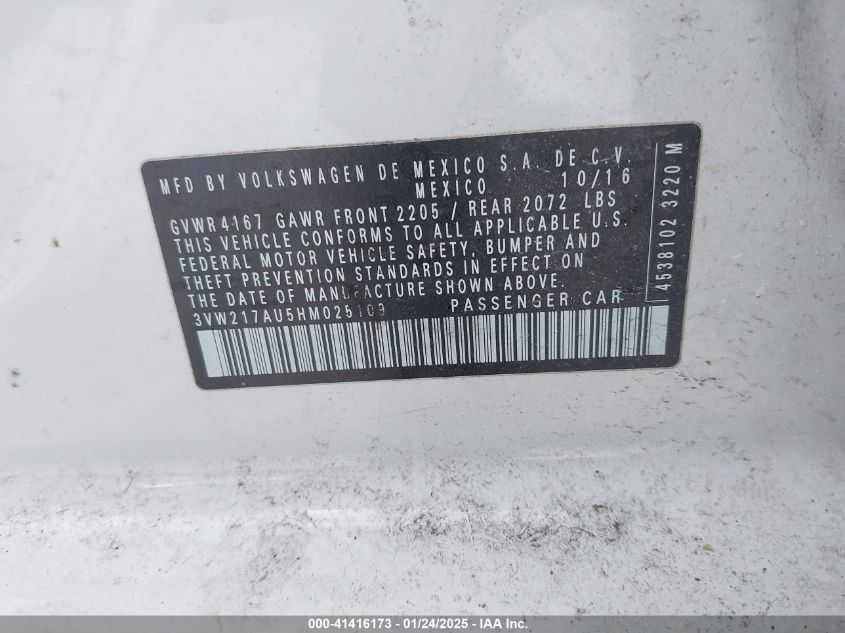 MFD BY VOLKSWAGEN DE MEXICO S.A. DE C.V.
MEXICO 10/16
GVWR 4167 GAWR FRONT 2205 / REAR 2072 LBS
THIS VEHICLE CONFORMS TO ALL APPLICABLE U.S.
FEDERAL MOTOR VEHICLE SAFETY, BUMPER AND
THEFT PREVENTION STANDARDS IN EFFECT ON
THE DATE OF MANUFACTURE SHOWN ABOVE.
3VW217AU5HM025109 PASSENGER CAR
4538102 3220 M
000-41416173 - 01/24/2025 - IAA Inc.